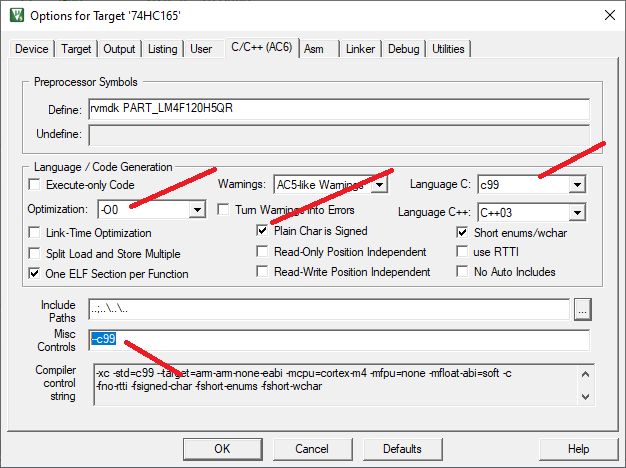 Options for Target '74HC165'
Device Target Output Listing User C/C++ (AC6) Asm Linker Debug Utilities
Preprocessor Symbols
Define: rvmdk PART_LM4F120H5QR
Undefine:
Language / Code Generation
Execute-only Code Warnings: AC5-like Warnings Language C: c99
Optimization: -O0 Turn Warnings into Errors Language C++: C++03
Link-Time Optimization Plain Char is Signed Short enums/wchar
Split Load and Store Multiple Read-Only Position Independent use RTTI
One ELF Section per Function Read-Write Position Independent No Auto Includes
Include Paths ..;..\..\.. ...
Misc Controls --c99
Compiler control string -xc -std=c99 --target=arm-arm-none-eabi -mcpu=cortex-m4 -mfpu=none -mfloat-abi=soft -c
-fno-rtti -fsigned-char -fshort-enums -fshort-wchar
OK Cancel Defaults Help